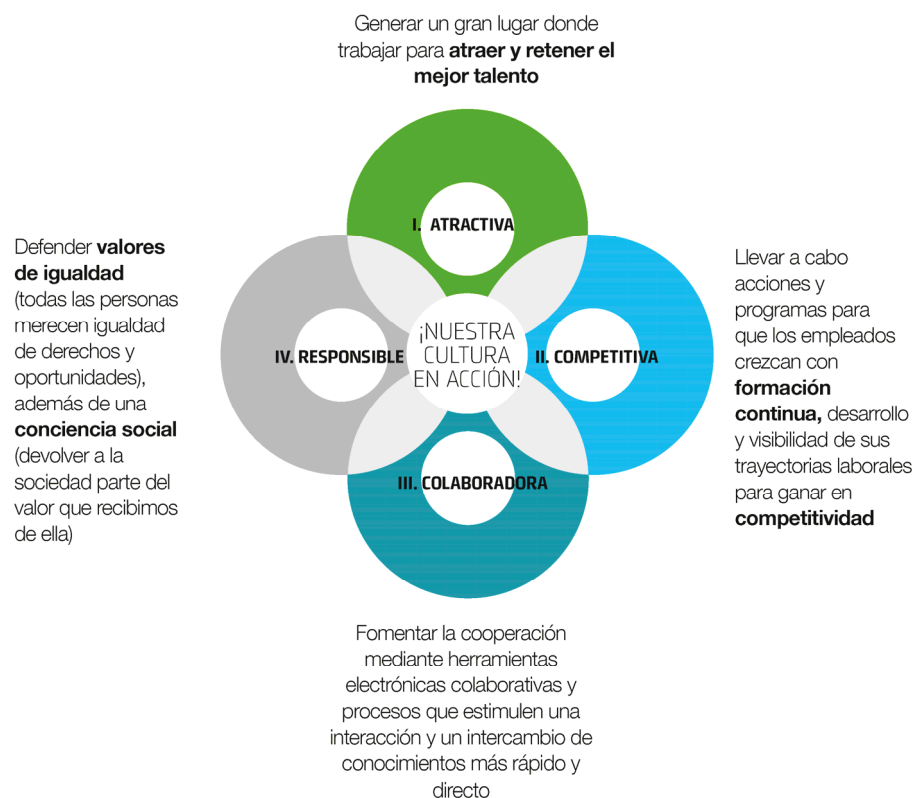 Generar un gran lugar donde
trabajar para atraer y retener el
mejor talento
I. ATRACTIVA
Defender valores
de igualdad
(todas las personas
merecen igualdad
de derechos y
oportunidades),
además de una
conciencia social
(devolver a la
sociedad parte del
valor que recibimos
de ella)
IV. RESPONSIBLE
¡NUESTRA
CULTURA
EN ACCIÓN!
II. COMPETITIVA
Llevar a cabo
acciones y
programas para
que los empleados
crezcan con
formación
continua, desarrollo
y visibilidad de sus
trayectorias laborales
para ganar en
competitividad
III. COLABORADORA
Fomentar la cooperación
mediante herramientas
electrónicas colaborativas y
procesos que estimulen una
interacción y un intercambio de
conocimientos más rápido y
directo